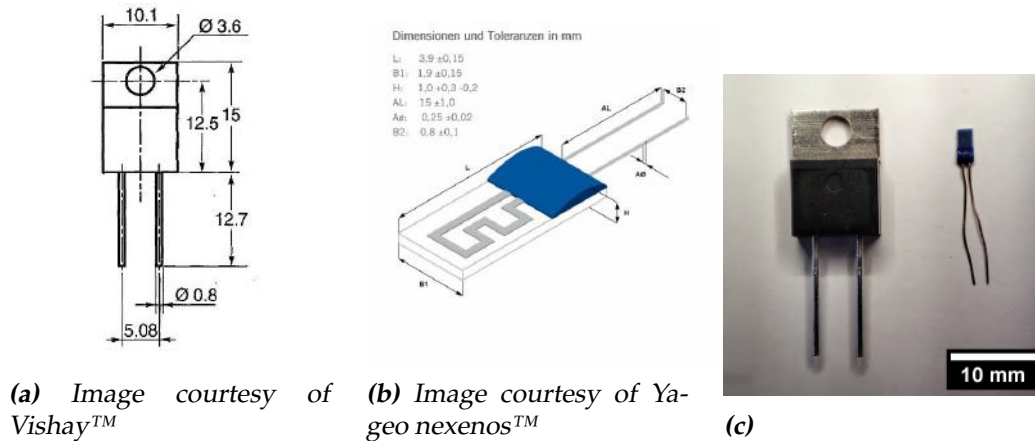 10.1
Ø 3.6
12.5
15
12.7
Ø 0.8
5.08
Dimensionen und Toleranzen in mm
L: 3,9 ±0,15
B1: 1,9 ±0,15
H: 1,0 +0,3 -0,2
AL: 15 ±1,0
Aø: 0,25 ±0,02
B2: 0,8 ±0,1
AL
B2
L
AØ
H
B1
10 mm
(a) Image courtesy of
Vishay™
(b) Image courtesy of Ya-
geo nexenos™
(c)